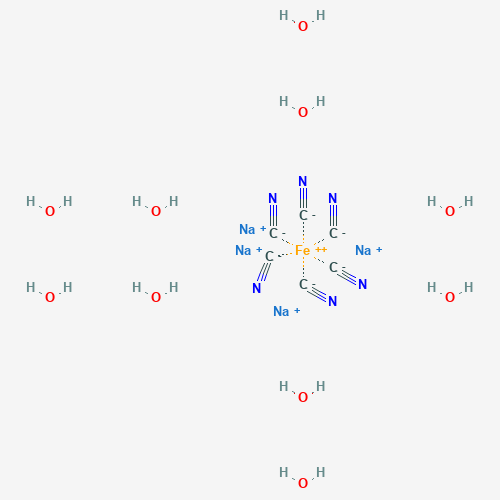 H H
O
H H
O
N
N N
H H H H H H
O O C - O
Na + C - C -
Na + C - Fe ++ Na +
C -
H H H H N C - N H H
O O N O
Na +
H H
O
H H
O